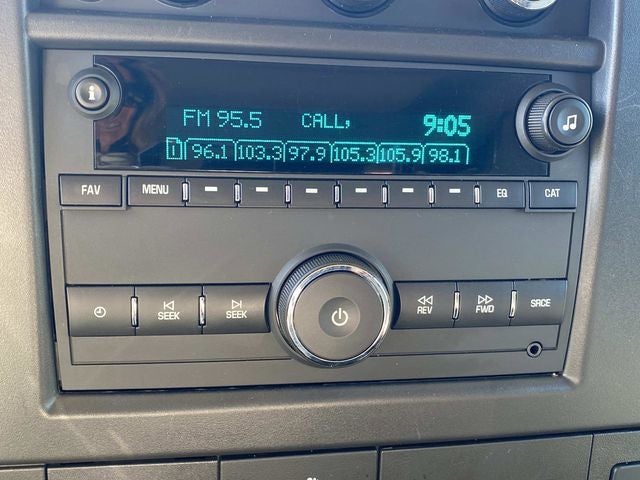 FM 95.5 CALL, 9:05
1 96.1 103.3 97.9 105.3 105.9 98.1
FAV MENU EQ CAT
SEEK SEEK REV FWD SRCE